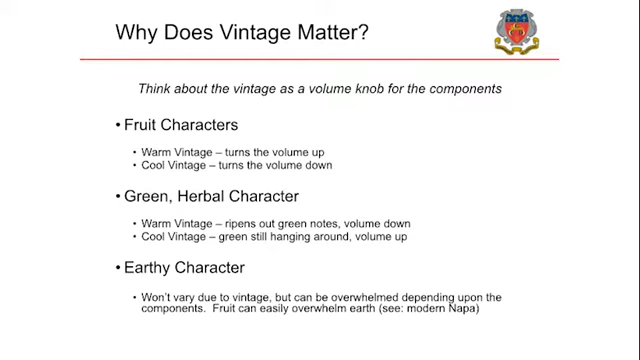 Why Does Vintage Matter?
Think about the vintage as a volume knob for the components
• Fruit Characters
• Warm Vintage – turns the volume up
• Cool Vintage – turns the volume down
• Green, Herbal Character
• Warm Vintage – ripens out green notes, volume down
• Cool Vintage – green still hanging around, volume up
• Earthy Character
• Won't vary due to vintage, but can be overwhelmed depending upon the
components. Fruit can easily overwhelm earth (see: modern Napa)